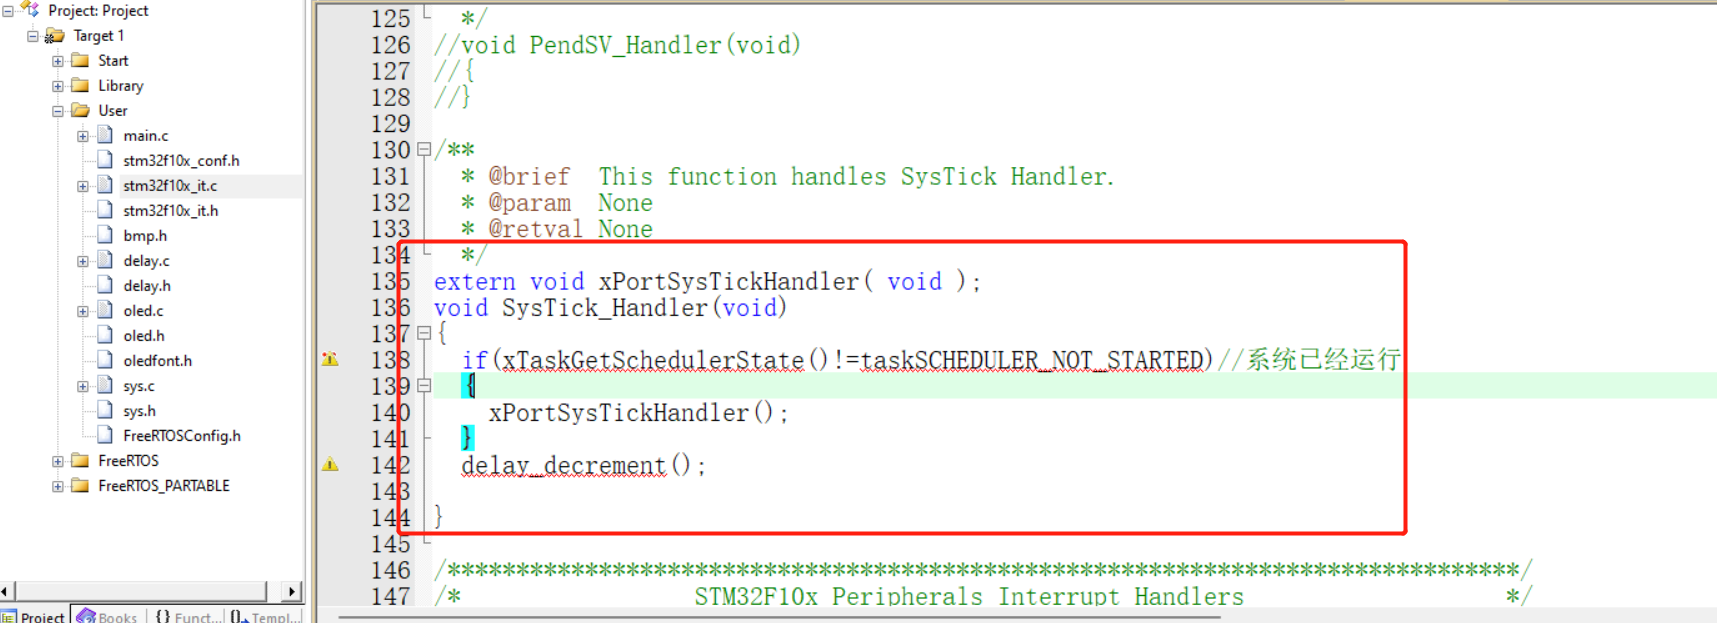 Project: Project
Target 1
Start
Library
User
main.c
stm32f10x_conf.h
stm32f10x_it.c
stm32f10x_it.h
bmp.h
delay.c
delay.h
oled.c
oled.h
oledfont.h
sys.c
sys.h
FreeRTOSConfig.h
FreeRTOS
FreeRTOS_PARTABLE
Project Books {} Funct... 0 Templ...
125 */
126 //void PendSV_Handler(void)
127 //{
128 //}
129
130 /**
131 * @brief This function handles SysTick Handler.
132 * @param None
133 * @retval None
134 */
135 extern void xPortSysTickHandler( void );
136 void SysTick_Handler(void)
137 {
138 if(xTaskGetSchedulerState()!=taskSCHEDULER_NOT_STARTED)//系统已经运行
139 {
140 xPortSysTickHandler();
141 }
142 delay_decrement();
143
144 }
145
146 /******************************************************************************/
147 /* STM32F10x Peripherals Interrupt Handlers */